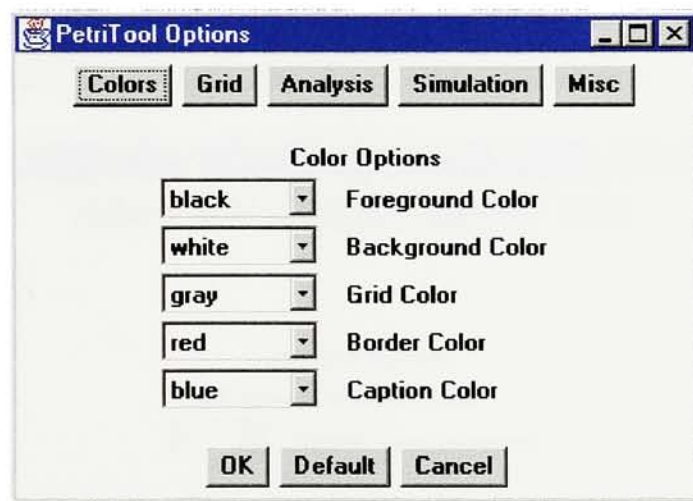 PetriTool Options
Colors Grid Analysis Simulation Misc
Color Options
black Foreground Color
white Background Color
gray Grid Color
red Border Color
blue Caption Color
OK Default Cancel